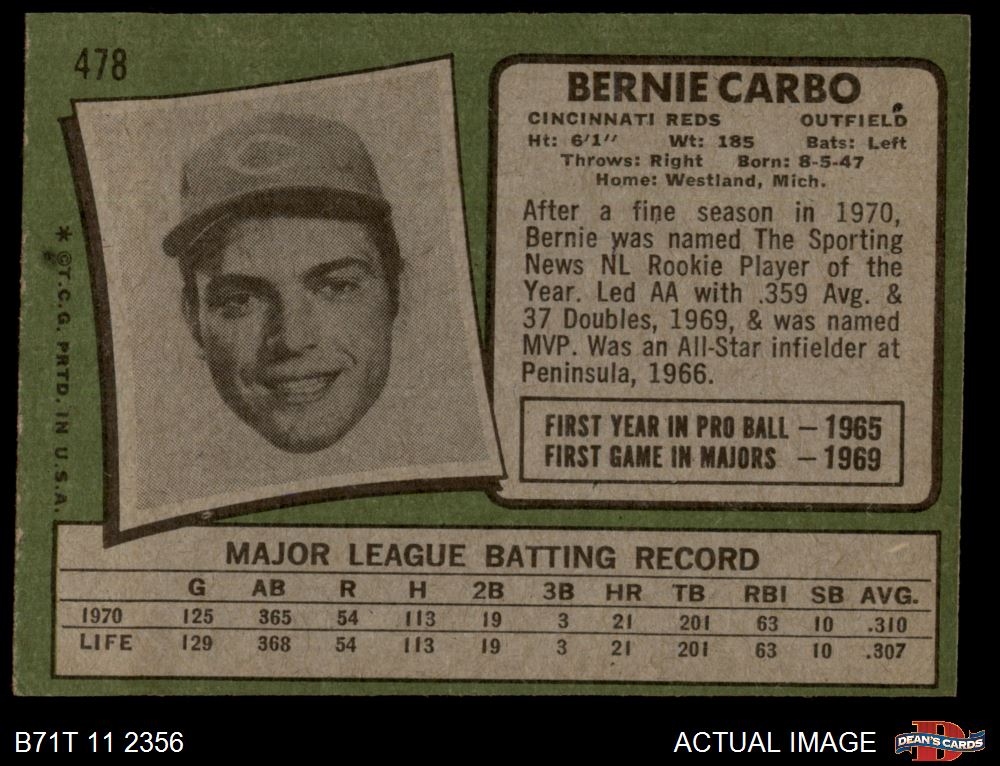 478
BERNIE CARBO
CINCINNATI REDS OUTFIELD
Ht: 6'1" Wt: 185 Bats: Left
Throws: Right Born: 8-5-47
Home: Westland, Mich.
After a fine season in 1970,
Bernie was named The Sporting
News NL Rookie Player of the
Year. Led AA with .359 Avg. &
37 Doubles, 1969, & was named
MVP. Was an All-Star infielder at
Peninsula, 1966.
FIRST YEAR IN PRO BALL – 1965
FIRST GAME IN MAJORS – 1969
* ©T.C.G. PRTD. IN U.S.A.
MAJOR LEAGUE BATTING RECORD
G AB R H 2B 3B HR TB RBI SB AVG.
1970 125 365 54 113 19 3 21 201 63 10 .310
LIFE 129 368 54 113 19 3 21 201 63 10 .307
B71T 11 2356
ACTUAL IMAGE
DEAN'S CARDS